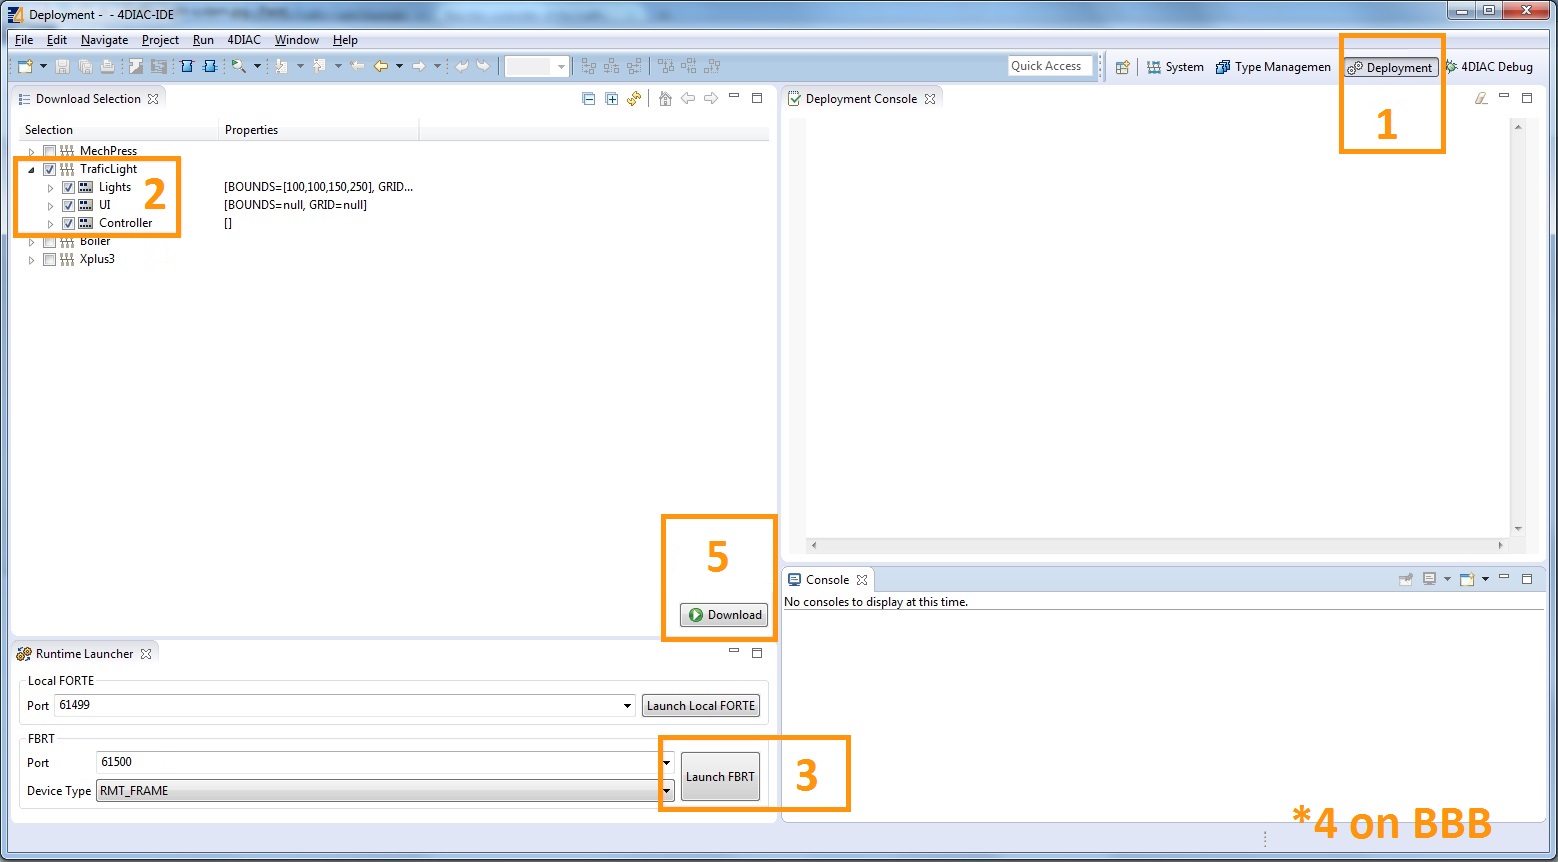 Deployment - - 4DIAC-IDE
File Edit Navigate Project Run 4DIAC Window Help
Quick Access System Type Managemen Deployment 4DIAC Debug
1
Download Selection
Selection Properties
MechPress
TraficLight
Lights [BOUNDS=[100,100,150,250], GRID...
UI [BOUNDS=null, GRID=null]
Controller []
2
Boiler
Xplus3
5
Download
Deployment Console
Console
No consoles to display at this time.
Runtime Launcher
Local FORTE
Port 61499 Launch Local FORTE
FBRT
Port 61500
Launch FBRT
3
Device Type RMT_FRAME
*4 on BBB